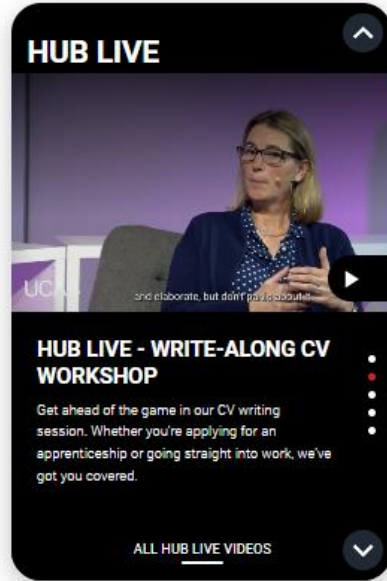 HUB LIVE
UC
and elaborate, but don't panic about it.
HUB LIVE - WRITE-ALONG CV
WORKSHOP
Get ahead of the game in our CV writing
session. Whether you're applying for an
apprenticeship or going straight into work, we've
got you covered.
ALL HUB LIVE VIDEOS